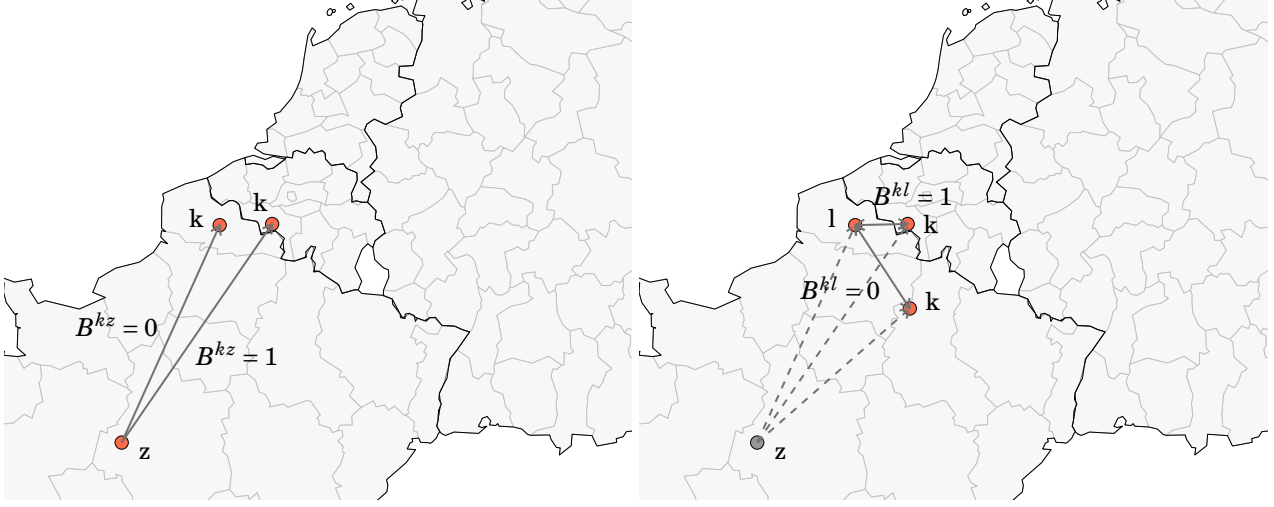 k
k
B^{kz} = 0
B^{kz} = 1
z
B^{kl} = 1
l
k
B^{kl} = 0
k
z